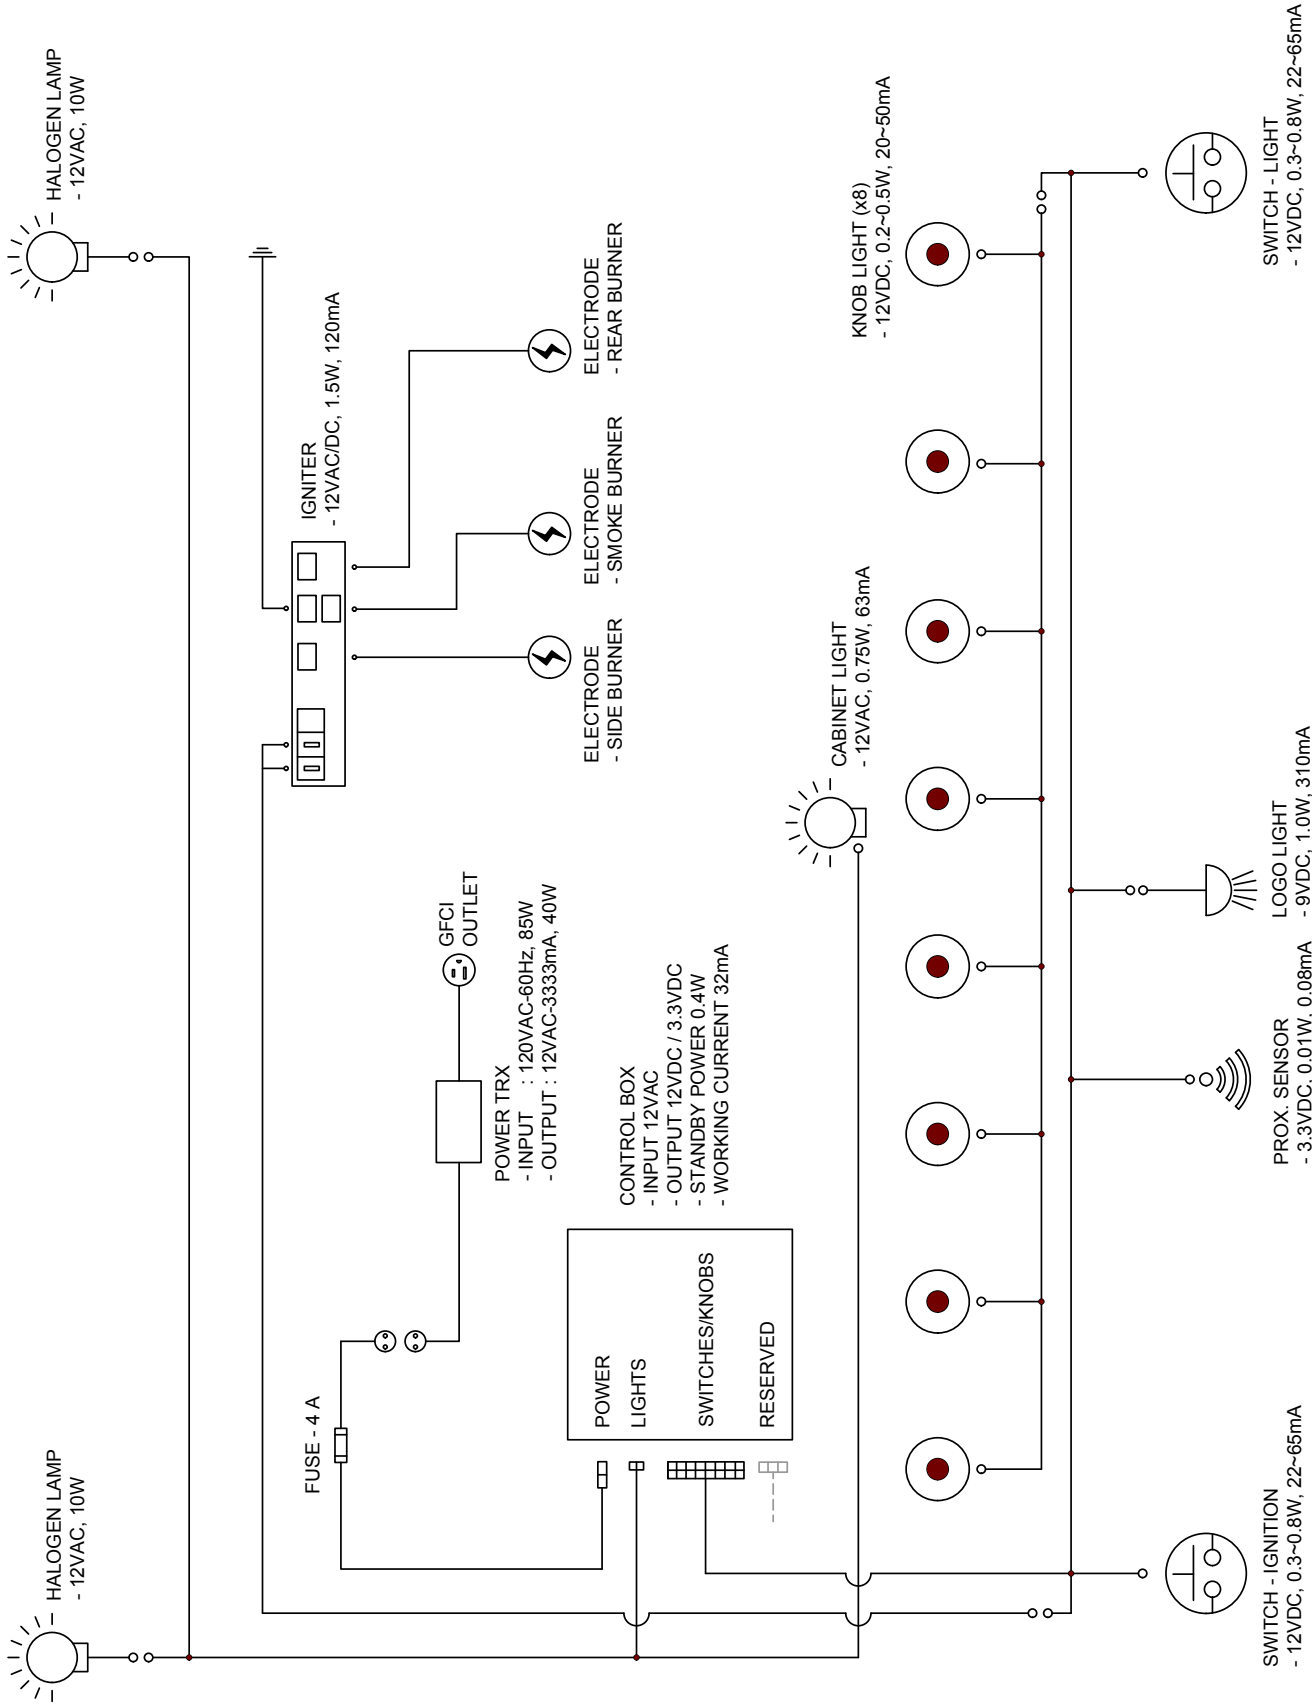 HALOGEN LAMP
- 12VAC, 10W
HALOGEN LAMP
- 12VAC, 10W
FUSE - 4 A
IGNITER
- 12VAC/DC, 1.5W, 120mA
GFCI
OUTLET
POWER TRX
- INPUT : 120VAC-60Hz, 85W
- OUTPUT : 12VAC-3333mA, 40W
ELECTRODE
- SIDE BURNER
ELECTRODE
- SMOKE BURNER
ELECTRODE
- REAR BURNER
CONTROL BOX
- INPUT 12VAC
- OUTPUT 12VDC / 3.3VDC
- STANDBY POWER 0.4W
- WORKING CURRENT 32mA
POWER
LIGHTS
SWITCHES/KNOBS
RESERVED
CABINET LIGHT
- 12VAC, 0.75W, 63mA
KNOB LIGHT (x8)
- 12VDC, 0.2~0.5W, 20~50mA
SWITCH - IGNITION
- 12VDC, 0.3~0.8W, 22~65mA
PROX. SENSOR
- 3.3VDC. 0.01W. 0.08mA
LOGO LIGHT
- 9VDC, 1.0W, 310mA
SWITCH - LIGHT
- 12VDC, 0.3~0.8W, 22~65mA